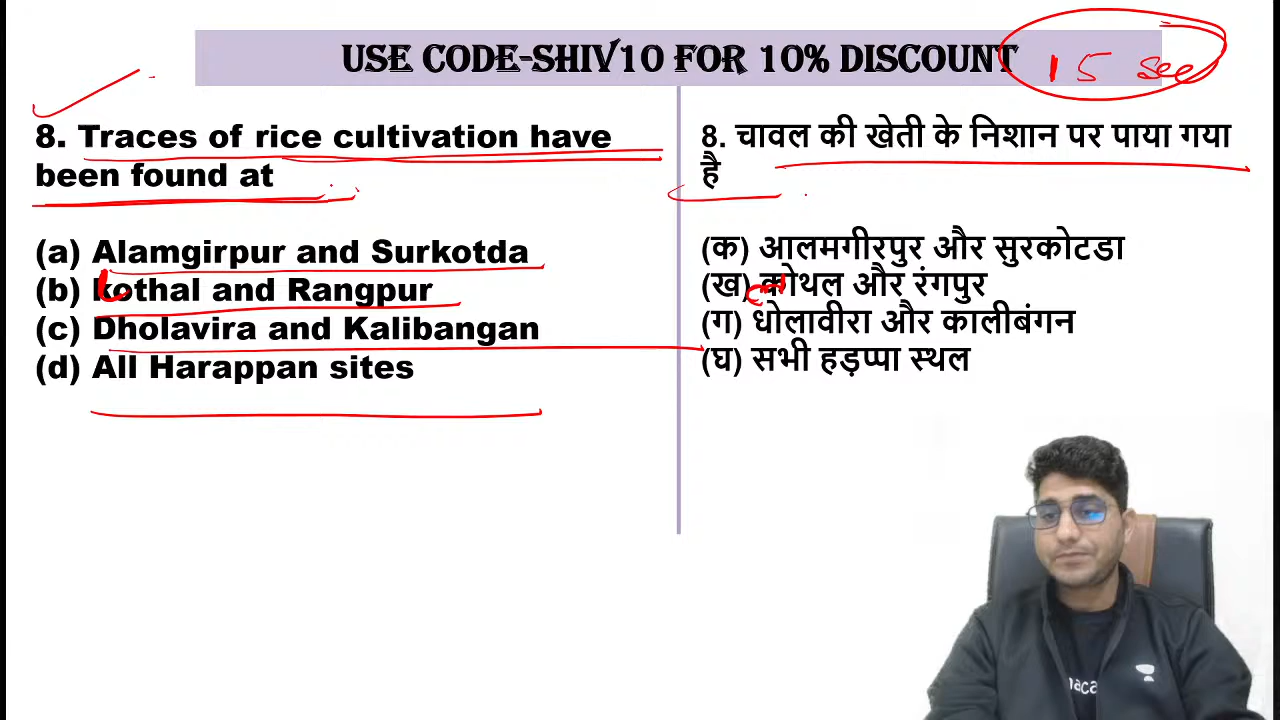 USE CODE-SHIV10 FOR 10% DISCOUNT
15 sec
8. Traces of rice cultivation have
been found at
(a) Alamgirpur and Surkotda
(b) Lothal and Rangpur
(c) Dholavira and Kalibangan
(d) All Harappan sites
8. चावल की खेती के निशान पर पाया गया
है
(क) आलमगीरपुर और सुरकोटडा
(ख) कोथल और रंगपुर
(ग) धोलावीरा और कालीबंगन
(घ) सभी हड़प्पा स्थल